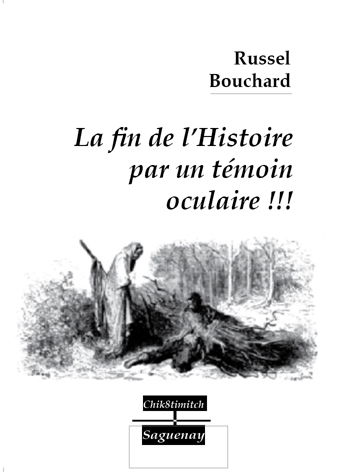 Russel
Bouchard
La fin de l'Histoire
par un témoin
oculaire !!!
Chik8timitch
Saguenay